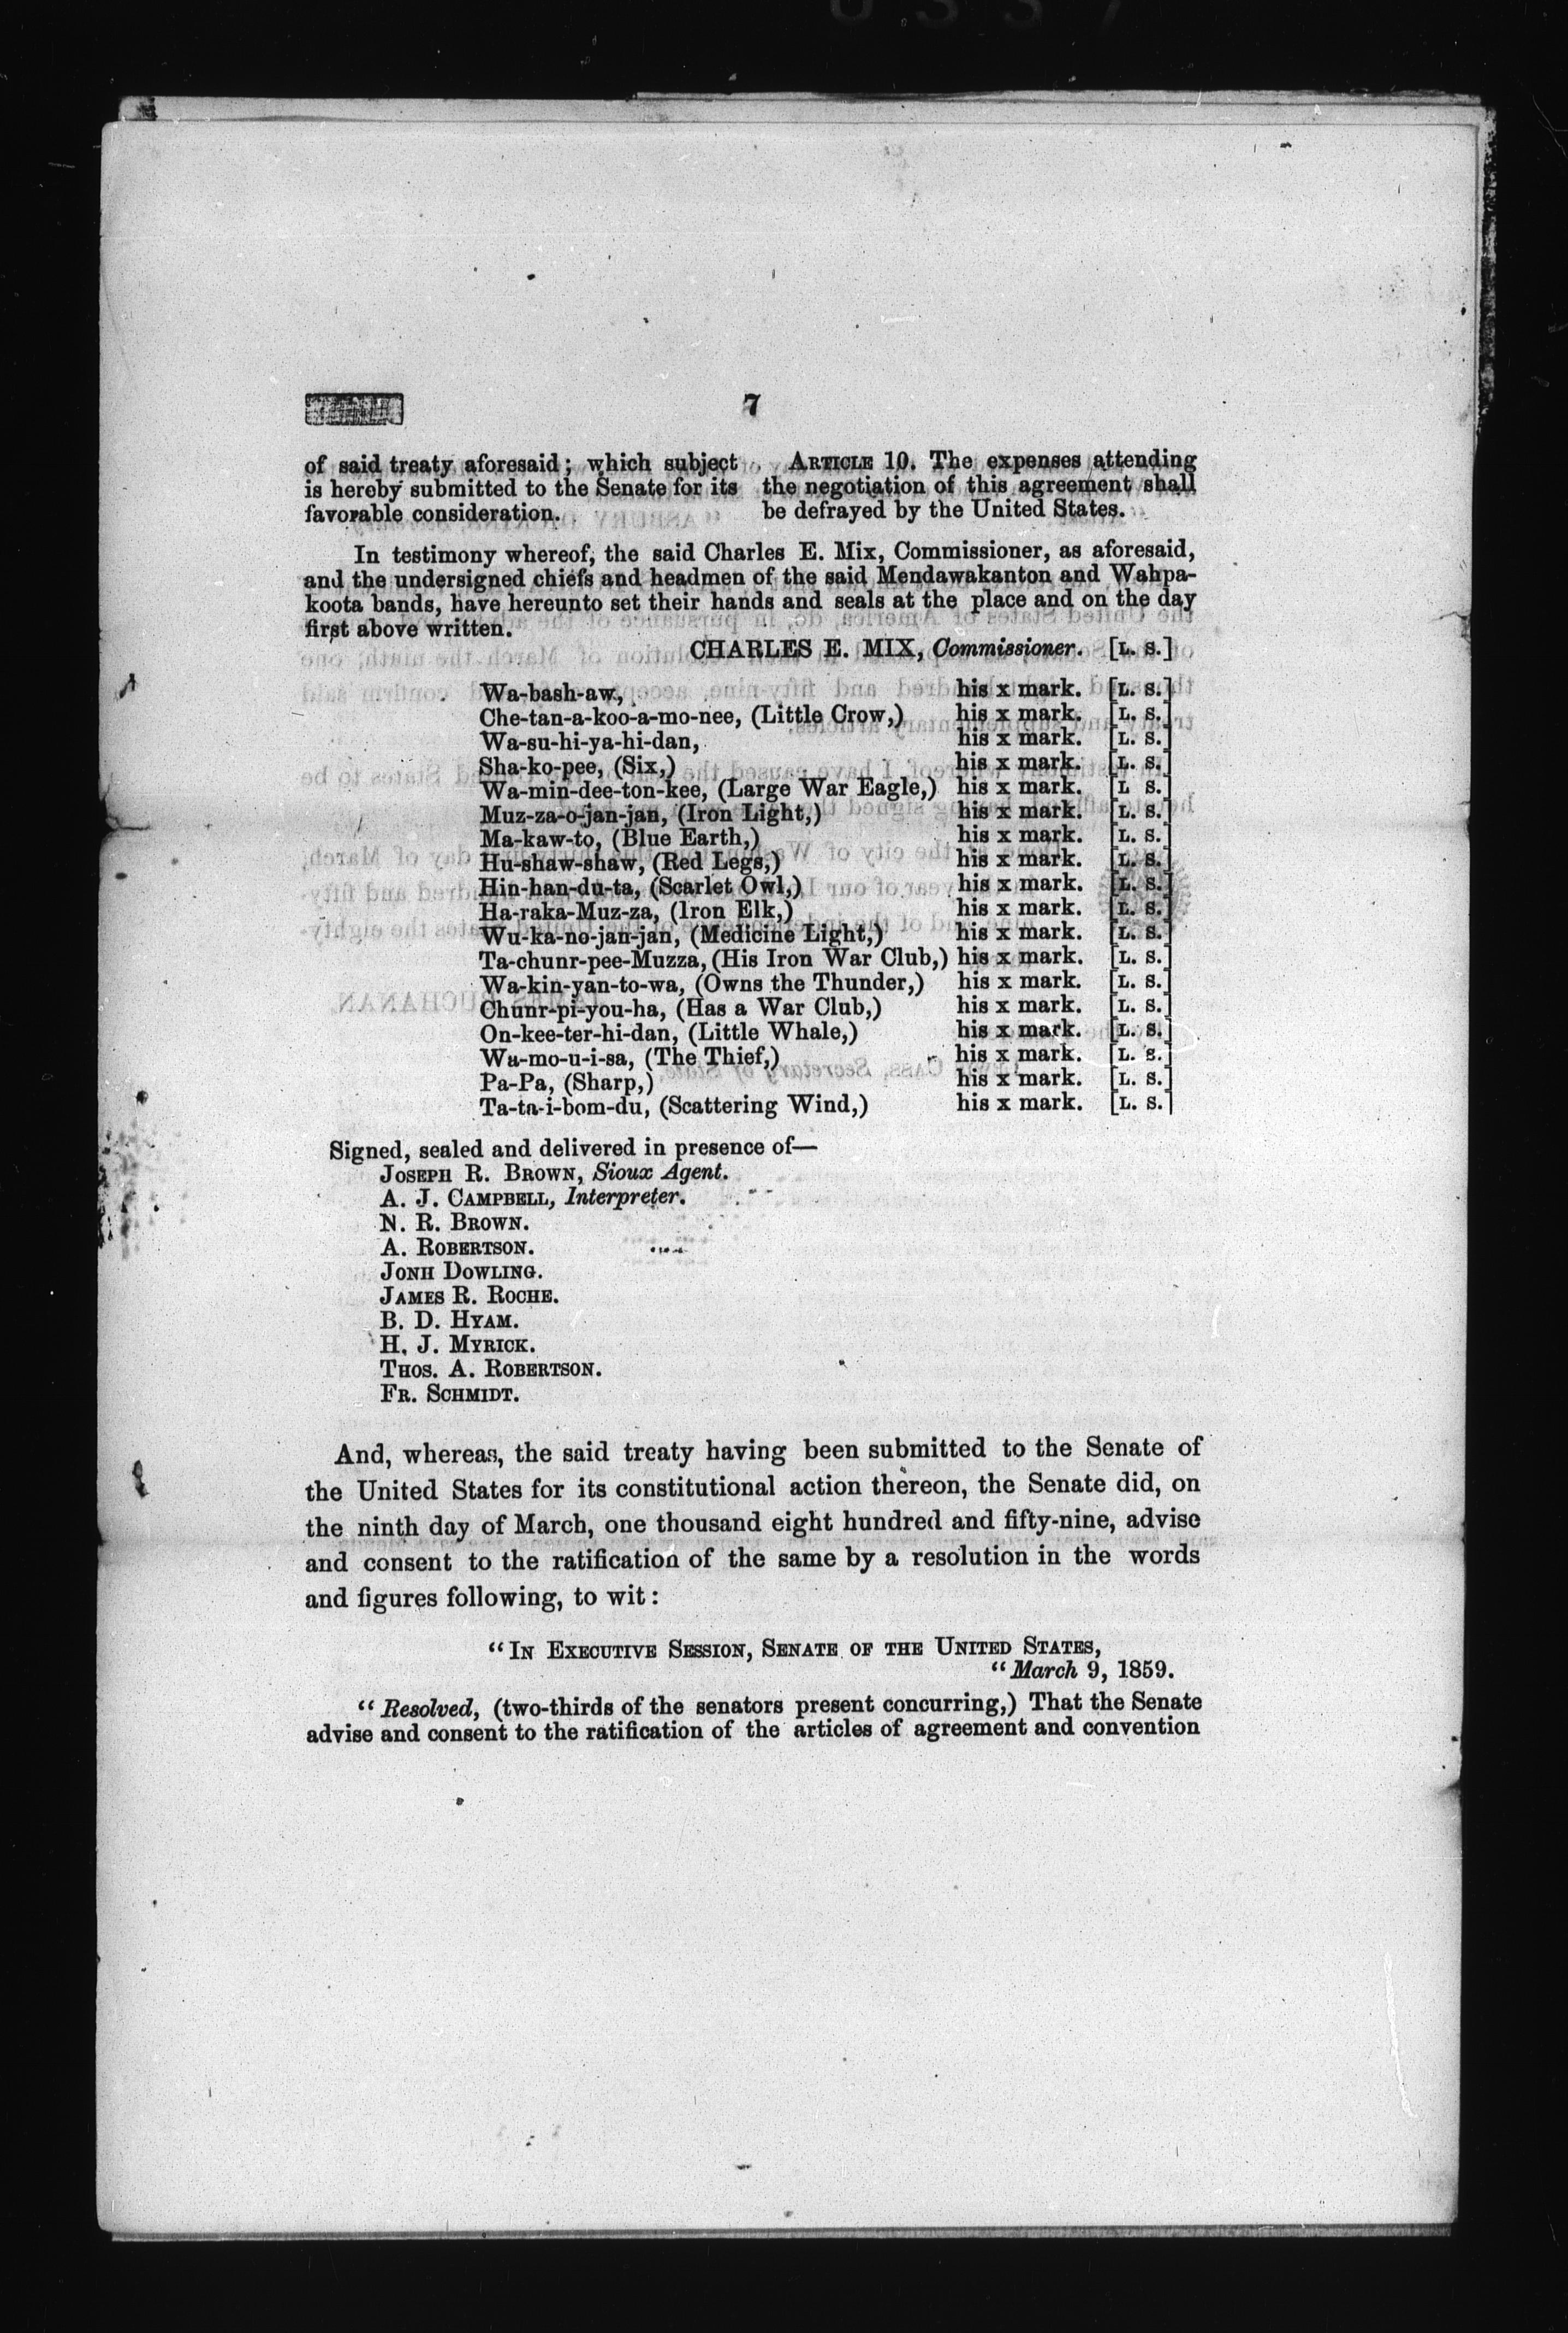 7
of said treaty aforesaid; which subject
is hereby submitted to the Senate for its
favorable consideration.
ARTICLE 10. The expenses attending
the negotiation of this agreement shall
be defrayed by the United States.
In testimony whereof, the said Charles E. Mix, Commissioner, as aforesaid,
and the undersigned chiefs and headmen of the said Mendawakanton and Wahpa-
koota bands, have hereunto set their hands and seals at the place and on the day
first above written.
CHARLES E. MIX, Commissioner. [L. S.]
Wa-bash-aw, his x mark. [L. S.]
Che-tan-a-koo-a-mo-nee, (Little Crow,) his x mark. [L. S.]
Wa-su-hi-ya-hi-dan, his x mark. [L. S.]
Sha-ko-pee, (Six,) his x mark. [L. S.]
Wa-min-dee-ton-kee, (Large War Eagle,) his x mark. [L S.]
Muz-za-o-jan-jan, (Iron Light,) his x mark. [L. S.]
Ma-kaw-to, (Blue Earth,) his x mark. [L. S.]
Hu-shaw-shaw, (Red Legs,) his x mark. [L. S.]
Hin-han-du-ta, (Scarlet Owl,) his x mark. [L. S.]
Ha-raka-Muz-za, (Iron Elk,) his x mark. [L. S.]
Wu-ka-no-jan-jan, (Medicine Light,) his x mark. [L. S.]
Ta-chunr-pee-Muzza, (His Iron War Club,) his x mark. [L. S.]
Wa-kin-yan-to-wa, (Owns the Thunder,) his x mark. [L. S.]
Chunr-pi-you-ha, (Has a War Club,) his x mark. [L. S.]
On-kee-ter-hi-dan, (Little Whale,) his x mark. [L. S.]
Wa-mo-u-i-sa, (The Thief,) his x mark. [L. S.]
Pa-Pa, (Sharp,) his x mark. [L. S.]
Ta-ta-i-bom-du, (Scattering Wind,) his x mark. [L. S.]
Signed, sealed and delivered in presence of—
JOSEPH R. BROWN, Sioux Agent.
A. J. CAMPBELL, Interpreter.
N. R. BROWN.
A. ROBERTSON.
JONH DOWLING.
JAMES R. ROCHE.
B. D. HYAM.
H. J. MYRICK.
THOS. A. ROBERTSON.
FR. SCHMIDT.
And, whereas, the said treaty having been submitted to the Senate of
the United States for its constitutional action thereon, the Senate did, on
the ninth day of March, one thousand eight hundred and fifty-nine, advise
and consent to the ratification of the same by a resolution in the words
and figures following, to wit:
"IN EXECUTIVE SESSION, SENATE OF THE UNITED STATES,
"March 9, 1859.
"Resolved, (two-thirds of the senators present concurring,) That the Senate
advise and consent to the ratification of the articles of agreement and convention